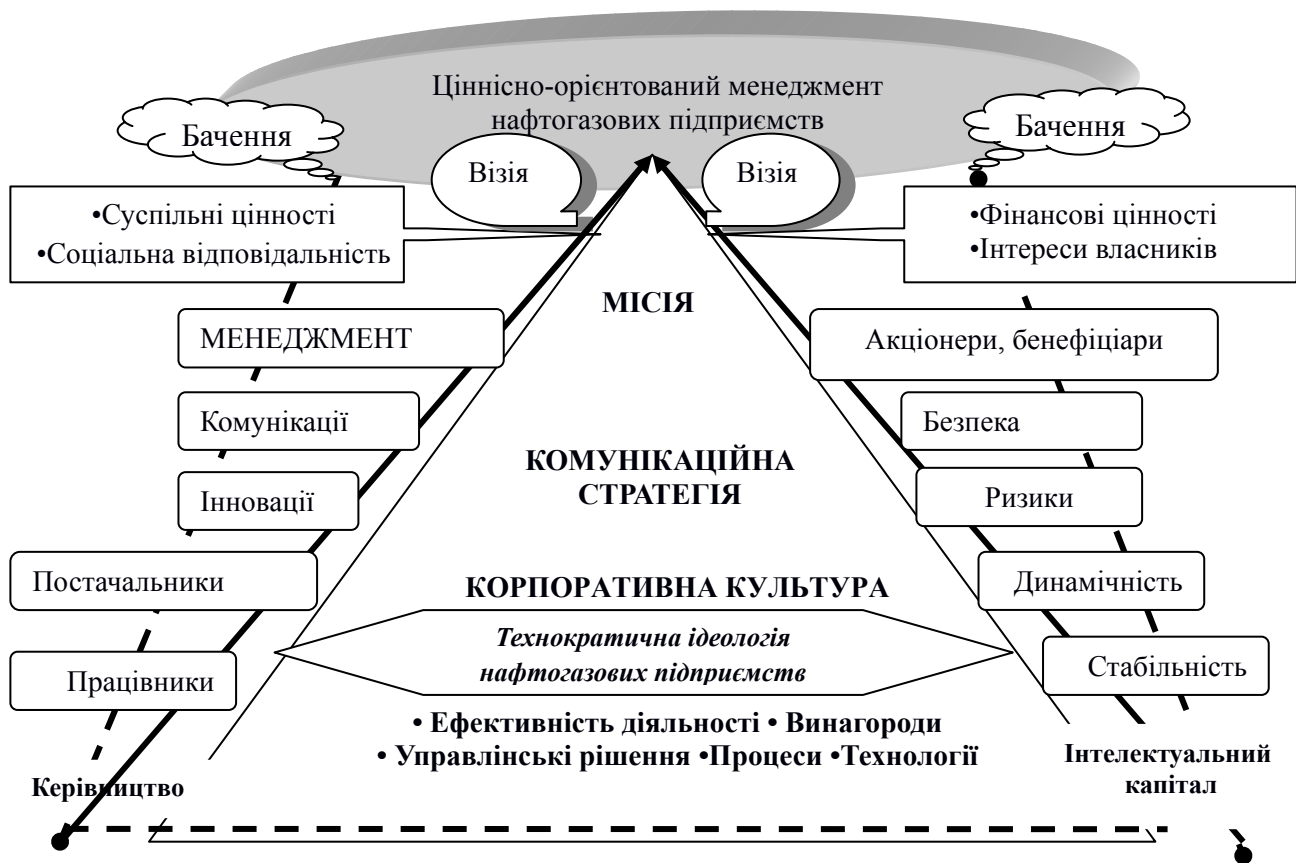 Ціннісно-орієнтований менеджмент
нафтогазових підприємств
Бачення
Бачення
Візія
Візія
•Суспільні цінності
•Соціальна відповідальність
•Фінансові цінності
•Інтереси власників
МІСІЯ
МЕНЕДЖМЕНТ
Акціонери, бенефіціари
Комунікації
Безпека
КОМУНІКАЦІЙНА
СТРАТЕГІЯ
Інновації
Ризики
Постачальники
Динамічність
КОРПОРАТИВНА КУЛЬТУРА
Технократична ідеологія
нафтогазових підприємств
Працівники
Стабільність
• Ефективність діяльності • Винагороди
• Управлінські рішення •Процеси •Технології
Керівництво
Інтелектуальний
капітал